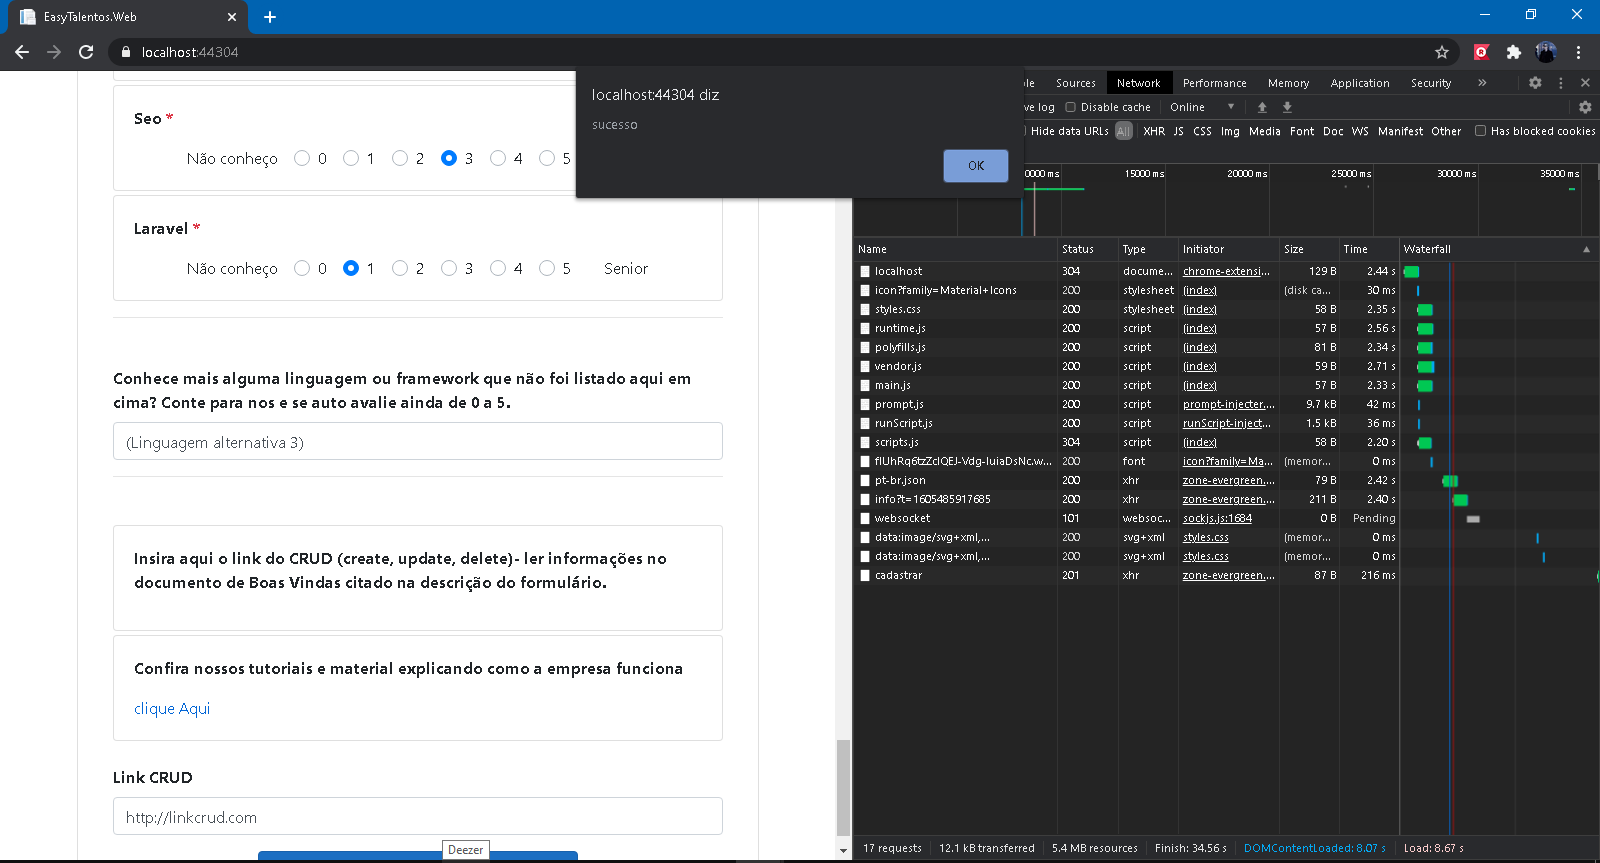 EasyTalentos.Web
localhost:44304
localhost:44304 diz
sucesso
OK
Seo *
Não conheço 0 1 2 3 4 5
Laravel *
Não conheço 0 1 2 3 4 5 Senior
Conhece mais alguma linguagem ou framework que não foi listado aqui em
cima? Conte para nos e se auto avalie ainda de 0 a 5.
(Linguagem alternativa 3)
Insira aqui o link do CRUD (create, update, delete)- ler informações no
documento de Boas Vindas citado na descrição do formulário.
Confira nossos tutoriais e material explicando como a empresa funciona
clique Aqui
Link CRUD
http://linkcrud.com
Deezer
Sources Network Performance Memory Application Security »
log Disable cache Online
Hide data URLs All XHR JS CSS Img Media Font Doc WS Manifest Other Has blocked cookies
15000 ms 20000 ms 25000 ms 30000 ms 35000 ms
Name Status Type Initiator Size Time Waterfall
localhost 304 docume... chrome-extensi... 129 B 2.44 s
icon?family=Material+Icons 200 stylesheet (index) (disk ca... 30 ms
styles.css 200 stylesheet (index) 58 B 2.35 s
runtime.js 200 script (index) 57 B 2.56 s
polyfills.js 200 script (index) 81 B 2.34 s
vendor.js 200 script (index) 59 B 2.71 s
main.js 200 script (index) 57 B 2.33 s
prompt.js 200 script prompt-injecter.... 9.7 kB 42 ms
runScript.js 200 script runScript-inject... 1.5 kB 36 ms
scripts.js 304 script (index) 58 B 2.20 s
flUhRq6tzZclQEJ-Vdg-IuiaDsNc.w... 200 font icon?family=Ma... (memor... 0 ms
pt-br.json 200 xhr zone-evergreen.... 79 B 2.42 s
info?t=1605485917685 200 xhr zone-evergreen.... 211 B 2.40 s
websocket 101 websoc... sockjs.js:1684 0 B Pending
data:image/svg+xml,... 200 svg+xml styles.css (memor... 0 ms
data:image/svg+xml,... 200 svg+xml styles.css (memor... 0 ms
cadastrar 201 xhr zone-evergreen.... 87 B 216 ms
17 requests 12.1 kB transferred 5.4 MB resources Finish: 34.56 s DOMContentLoaded: 8.07 s Load: 8.67 s